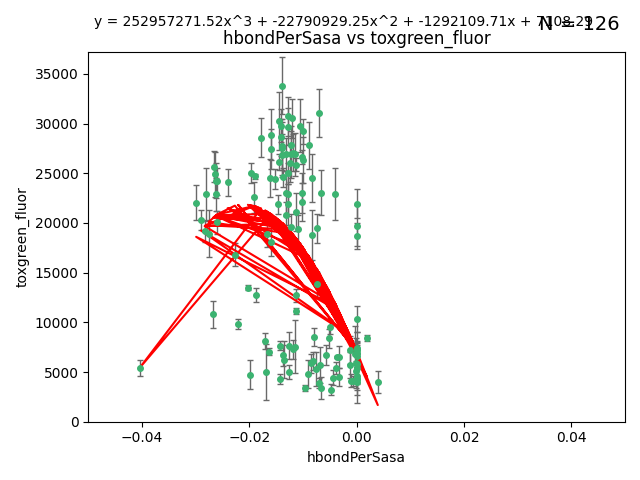 y = 252957271.52x^3 + -22790929.25x^2 + -1292109.71x +
N = 126
hbondPerSasa vs toxgreen_fluor
35000
30000
25000
20000
15000
10000
5000
0
toxgreen_fluor
−0.04
−0.02
0.00
0.02
0.04
hbondPerSasa